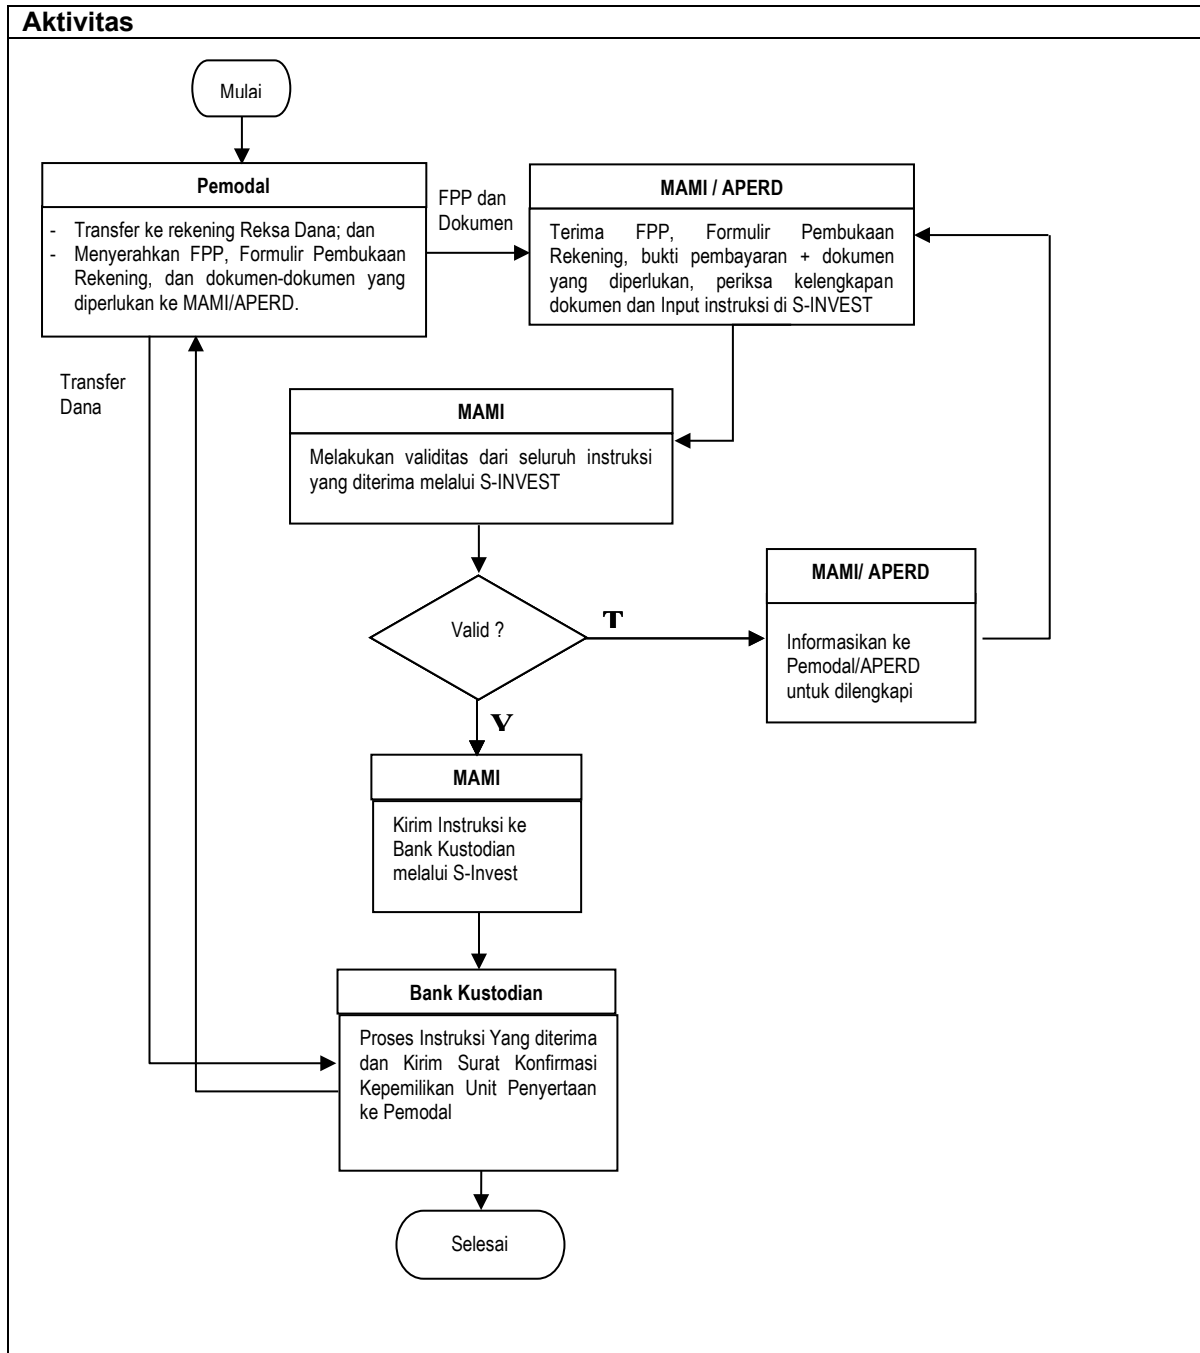 Aktivitas
Mulai
Pemodal
- Transfer ke rekening Reksa Dana; dan
- Menyerahkan FPP, Formulir Pembukaan
Rekening, dan dokumen-dokumen yang
diperlukan ke MAMI/APERD.
FPP dan
Dokumen
MAMI / APERD
Terima FPP, Formulir Pembukaan
Rekening, bukti pembayaran + dokumen
yang diperlukan, periksa kelengkapan
dokumen dan Input instruksi di S-INVEST
Transfer
Dana
MAMI
Melakukan validitas dari seluruh instruksi
yang diterima melalui S-INVEST
Valid ?
T
MAMI/ APERD
Informasikan ke
Pemodal/APERD
untuk dilengkapi
V
MAMI
Kirim Instruksi ke
Bank Kustodian
melalui S-Invest
Bank Kustodian
Proses Instruksi Yang diterima
dan Kirim Surat Konfirmasi
Kepemilikan Unit Penyertaan
ke Pemodal
Selesai